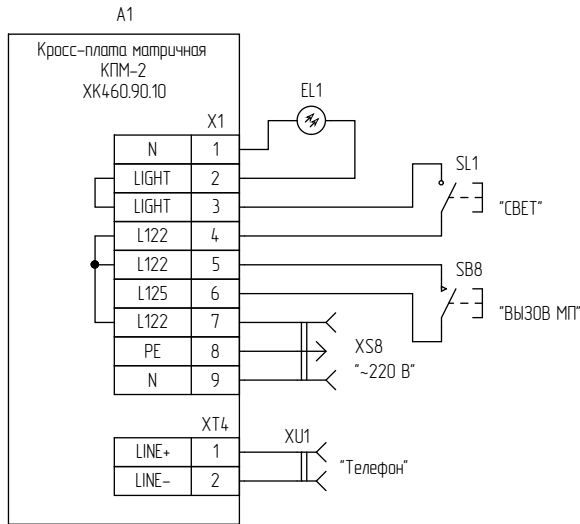 A1
Кросс-плата матричная
КПМ-2
ХК460.90.10
X1
N 1
LIGHT 2
LIGHT 3
L122 4
L122 5
L125 6
L122 7
PE 8
N 9
XT4
LINE+ 1
LINE- 2
EL1
SL1
"СВЕТ"
SB8
"ВЫЗОВ МП"
XS8
"~220 В"
XU1
"Телефон"